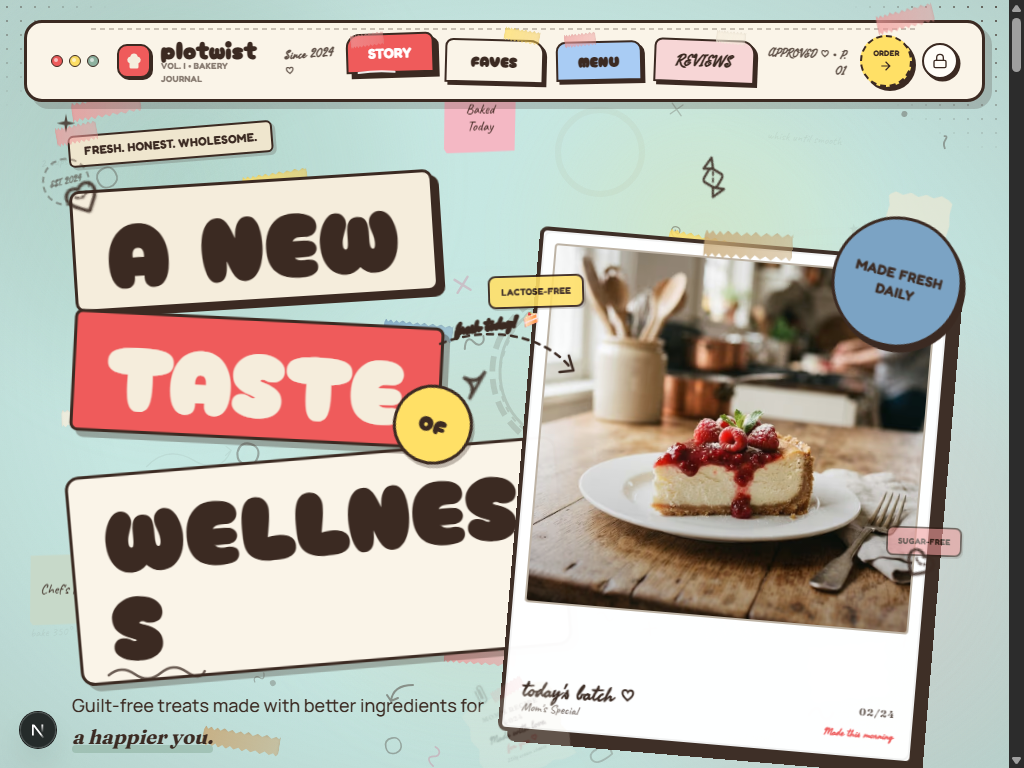 plotwist
VOL. I • BAKERY
JOURNAL
Since 2024
♡
STORY
FAVES
MENU
REVIEWS
APPROVED ♡ • P.
01
ORDER
→
Baked
Today
FRESH. HONEST. WHOLESOME.
EST. 2024
A NEW
MADE FRESH
DAILY
LACTOSE-FREE
fresh today!
TASTE
OF
WELLNES
S
SUGAR-FREE
Chef's
today's batch ♡
Mom's Special
02/24
Made this morning
Guilt-free treats made with better ingredients for
a happier you.
N